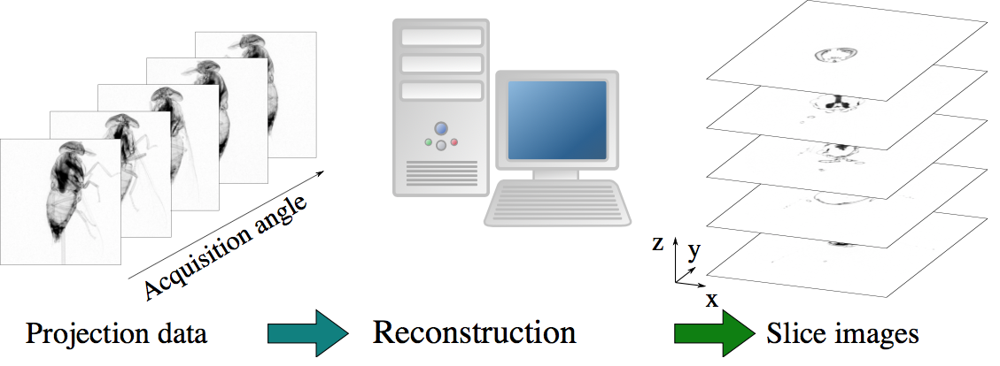 Acquisition angle
z
y
x
Projection data
Reconstruction
Slice images